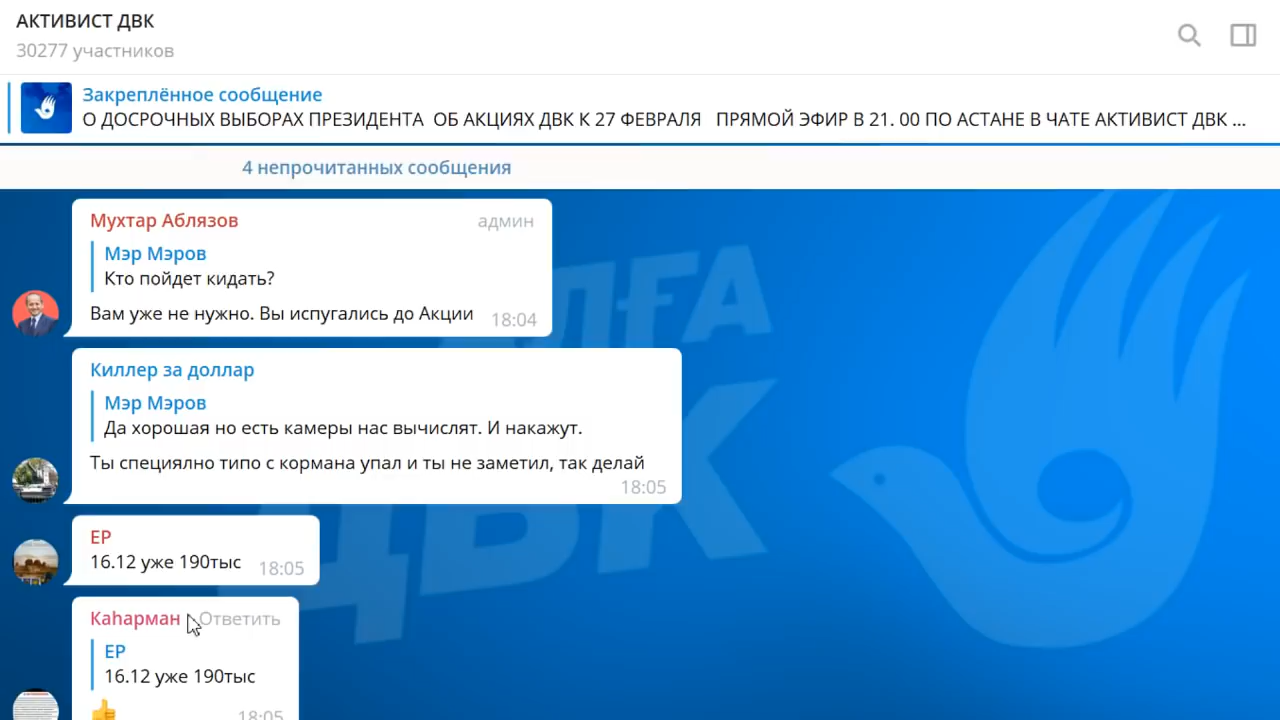 АКТИВИСТ ДВК
30277 участников
Закреплённое сообщение
О ДОСРОЧНЫХ ВЫБОРАХ ПРЕЗИДЕНТА ОБ АКЦИЯХ ДВК К 27 ФЕВРАЛЯ ПРЯМОЙ ЭФИР В 21. 00 ПО АСТАНЕ В ЧАТЕ АКТИВИСТ ДВК ...
4 непрочитанных сообщения
Мухтар Аблязов админ
Мэр Мэров
Кто пойдет кидать?
Вам уже не нужно. Вы испугались до Акции 18:04
Киллер за доллар
Мэр Мэров
Да хорошая но есть камеры нас вычислят. И накажут.
Ты специялно типо с кормана упал и ты не заметил, так делай
18:05
ЕР
16.12 уже 190тыс 18:05
Каһарман Ответить
ЕР
16.12 уже 190тыс
👍 18:05
ДВК